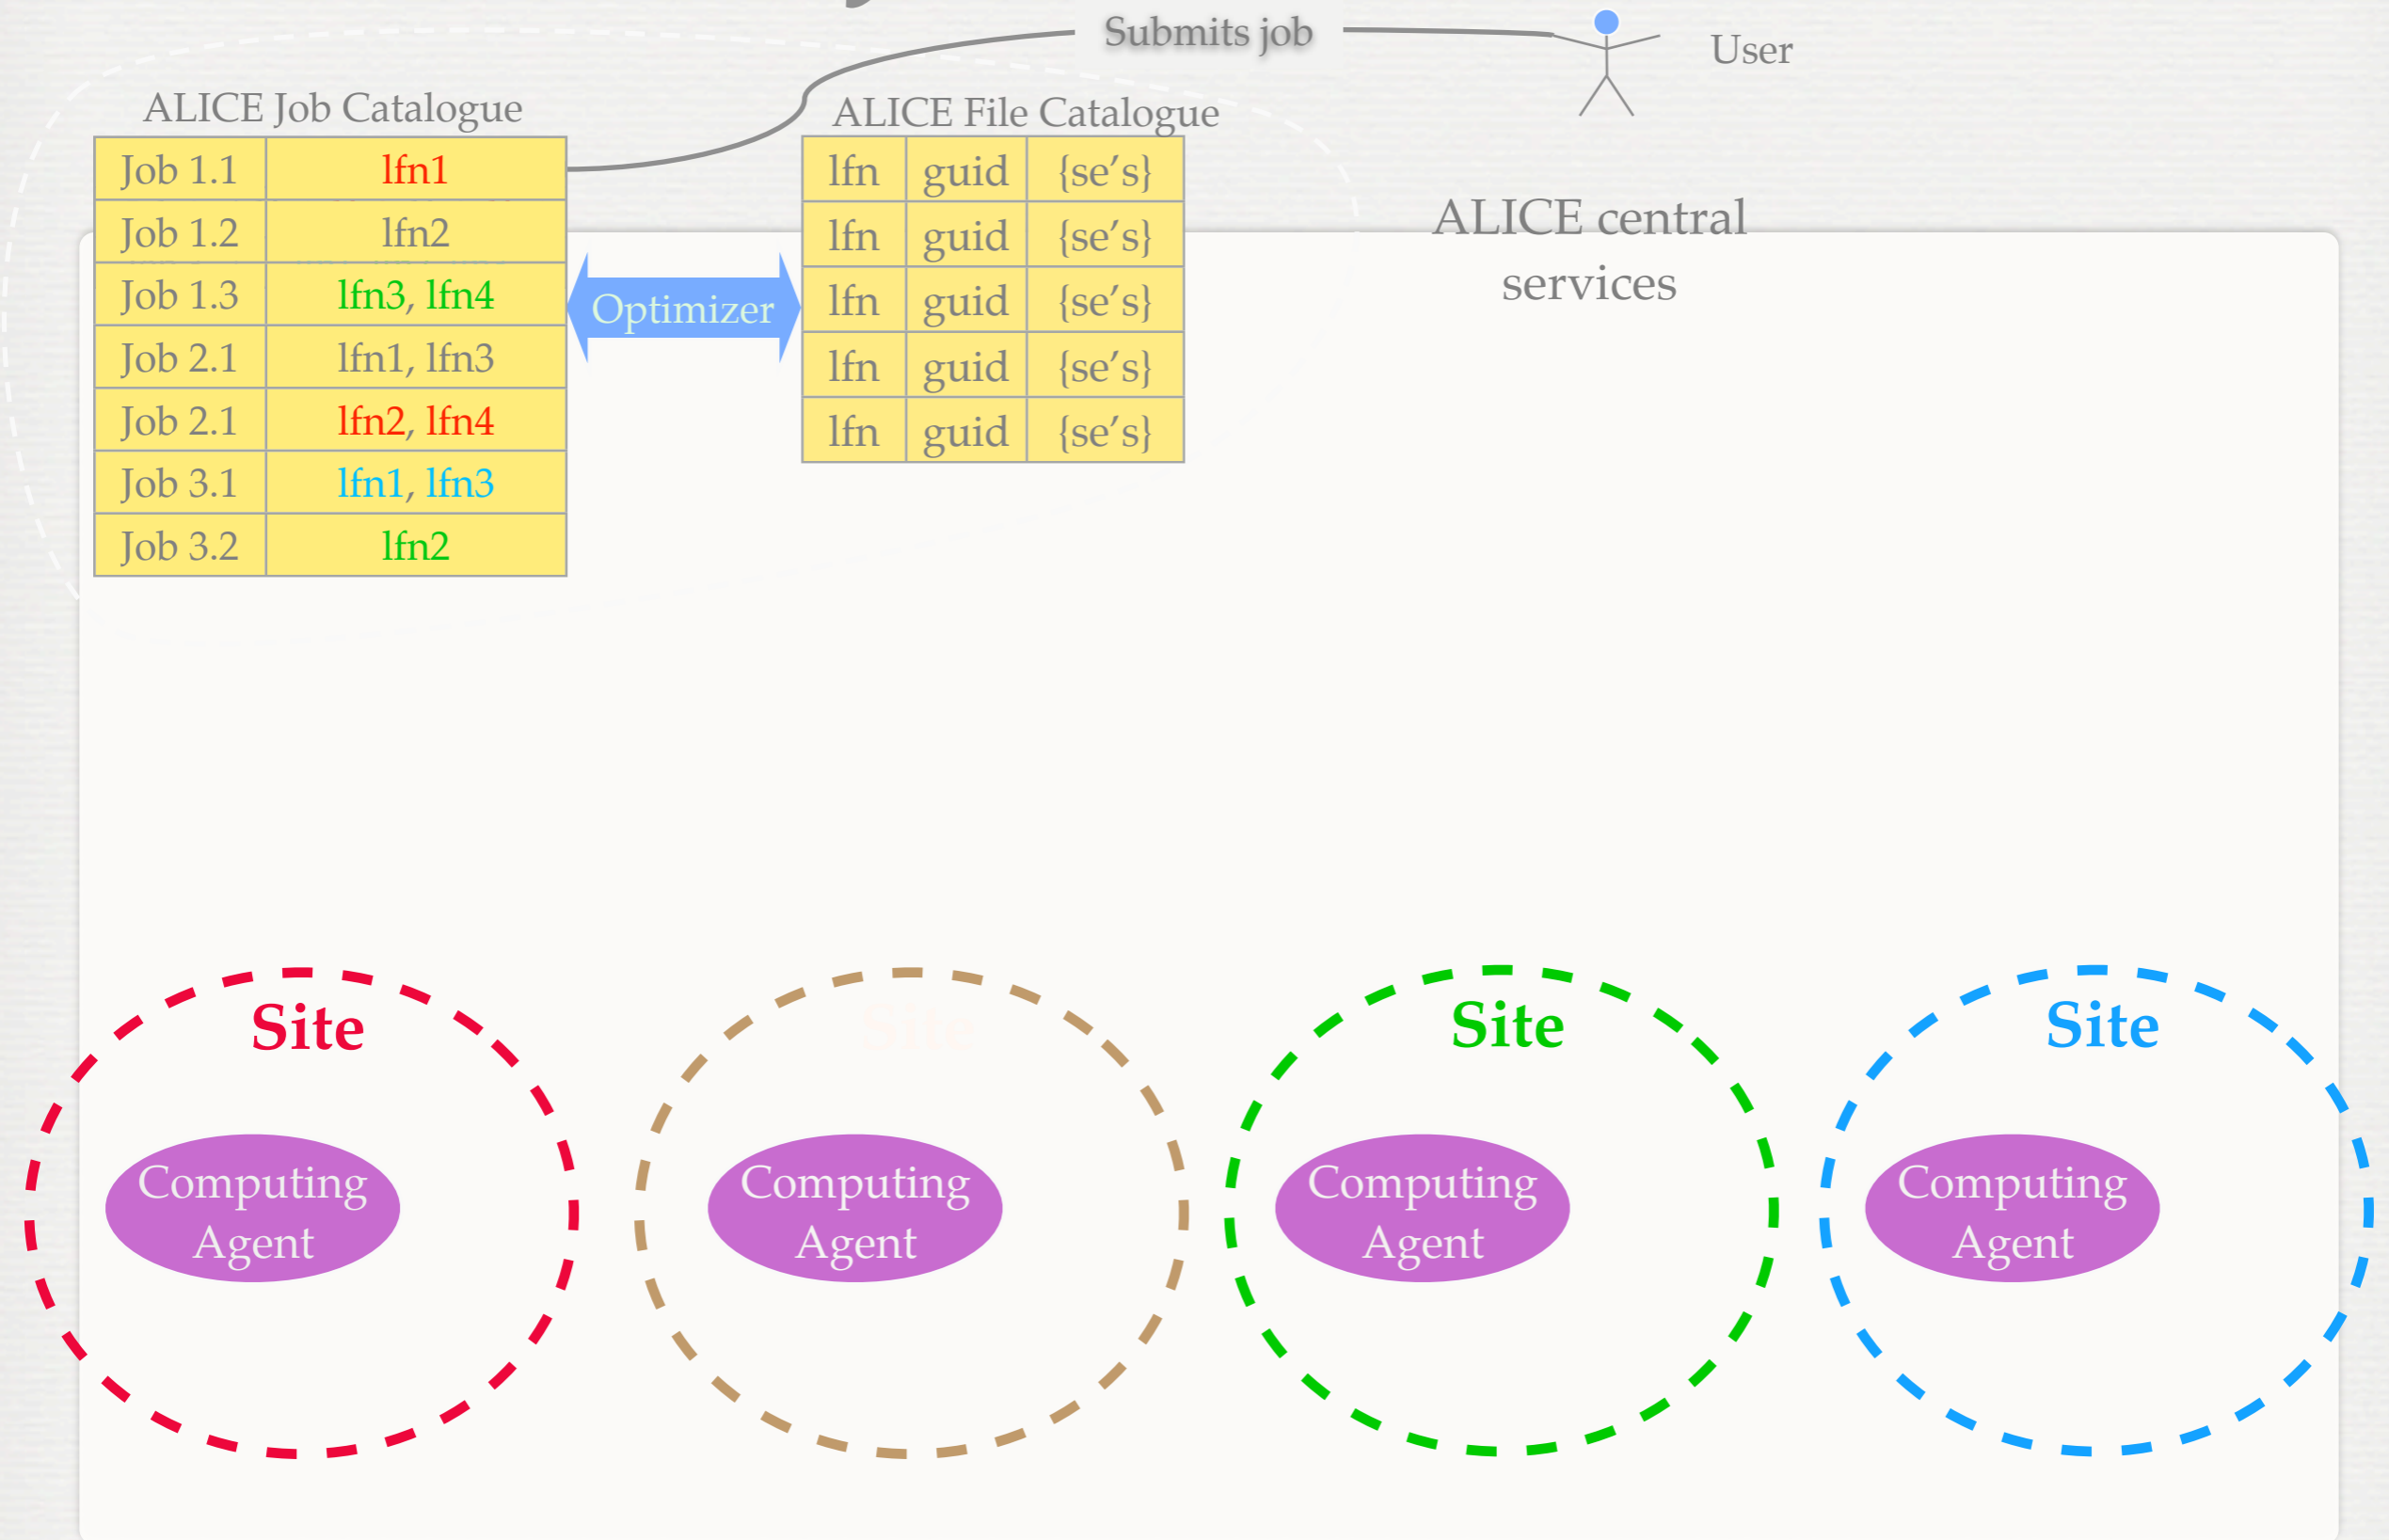 Submits job
User
ALICE Job Catalogue
ALICE File Catalogue
Job 1.1 lfn1
Job 1.2 lfn2
Job 1.3 lfn3, lfn4
Job 2.1 lfn1, lfn3
Job 2.1 lfn2, lfn4
Job 3.1 lfn1, lfn3
Job 3.2 lfn2
Optimizer
lfn guid {se's}
lfn guid {se's}
lfn guid {se's}
lfn guid {se's}
lfn guid {se's}
ALICE central
services
Site
Site
Site
Site
Computing
Agent
Computing
Agent
Computing
Agent
Computing
Agent